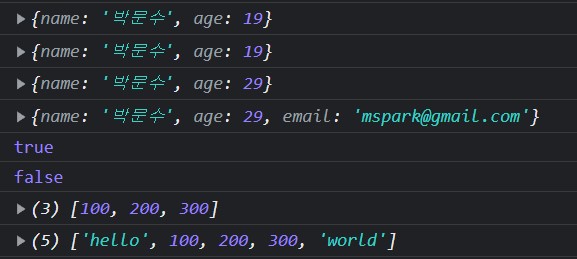 {name: '박문수', age: 19}
{name: '박문수', age: 19}
{name: '박문수', age: 29}
{name: '박문수', age: 29, email: 'mspark@gmail.com'}
true
false
(3) [100, 200, 300]
(5) ['hello', 100, 200, 300, 'world']